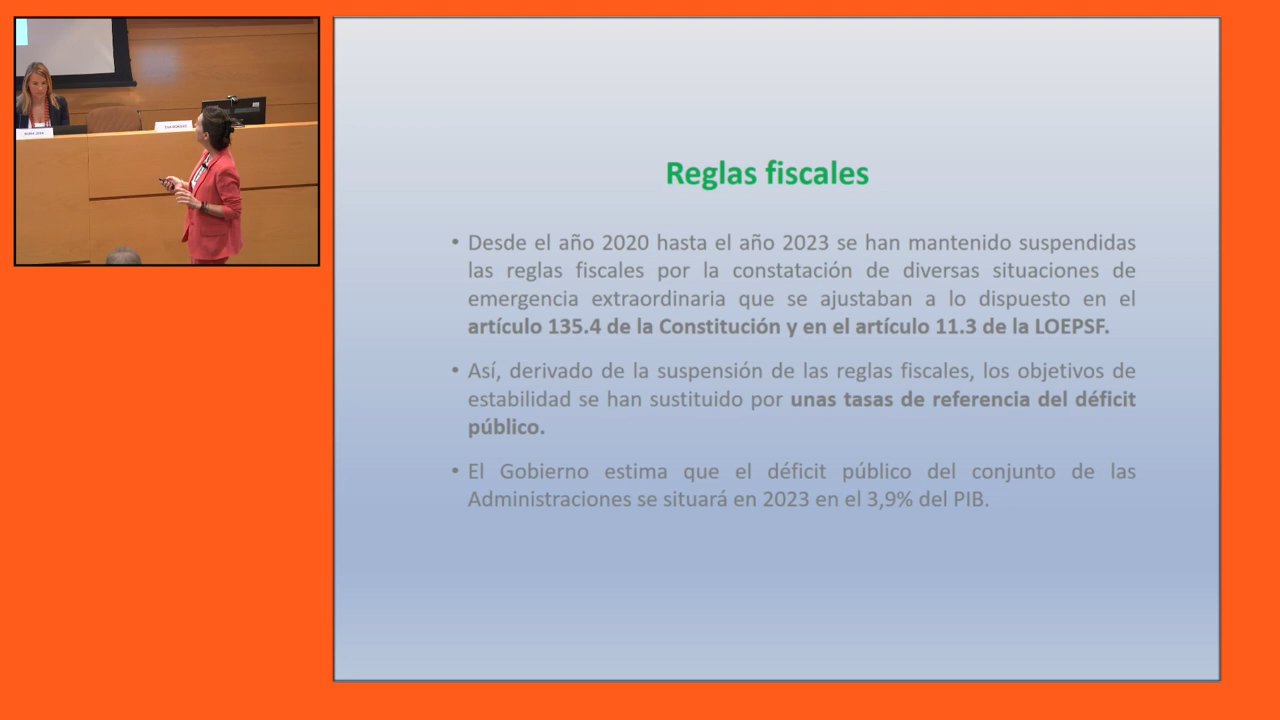 Reglas fiscales
• Desde el año 2020 hasta el año 2023 se han mantenido suspendidas
las reglas fiscales por la constatación de diversas situaciones de
emergencia extraordinaria que se ajustaban a lo dispuesto en el
artículo 135.4 de la Constitución y en el artículo 11.3 de la LOEPSF.
• Así, derivado de la suspensión de las reglas fiscales, los objetivos de
estabilidad se han sustituido por unas tasas de referencia del déficit
público.
• El Gobierno estima que el déficit público del conjunto de las
Administraciones se situará en 2023 en el 3,9% del PIB.